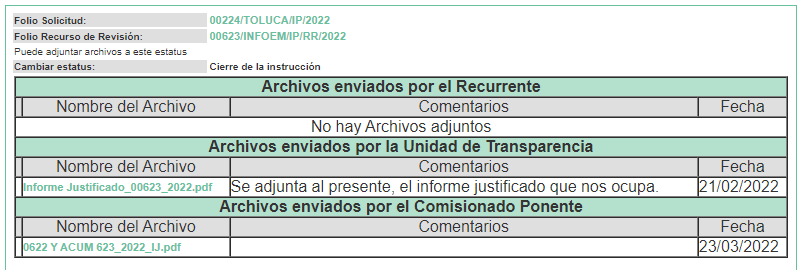 Folio Solicitud: 00224/TOLUCA/IP/2022
Folio Recurso de Revisión: 00623/INFOEM/IP/RR/2022
Puede adjuntar archivos a este estatus
Cambiar estatus: Cierre de la instrucción
Archivos enviados por el Recurrente
Nombre del Archivo Comentarios Fecha
No hay Archivos adjuntos
Archivos enviados por la Unidad de Transparencia
Nombre del Archivo Comentarios Fecha
Informe Justificado_00623_2022.pdf Se adjunta al presente, el informe justificado que nos ocupa. 21/02/2022
Archivos enviados por el Comisionado Ponente
Nombre del Archivo Comentarios Fecha
0622 Y ACUM 623_2022_IJ.pdf 23/03/2022